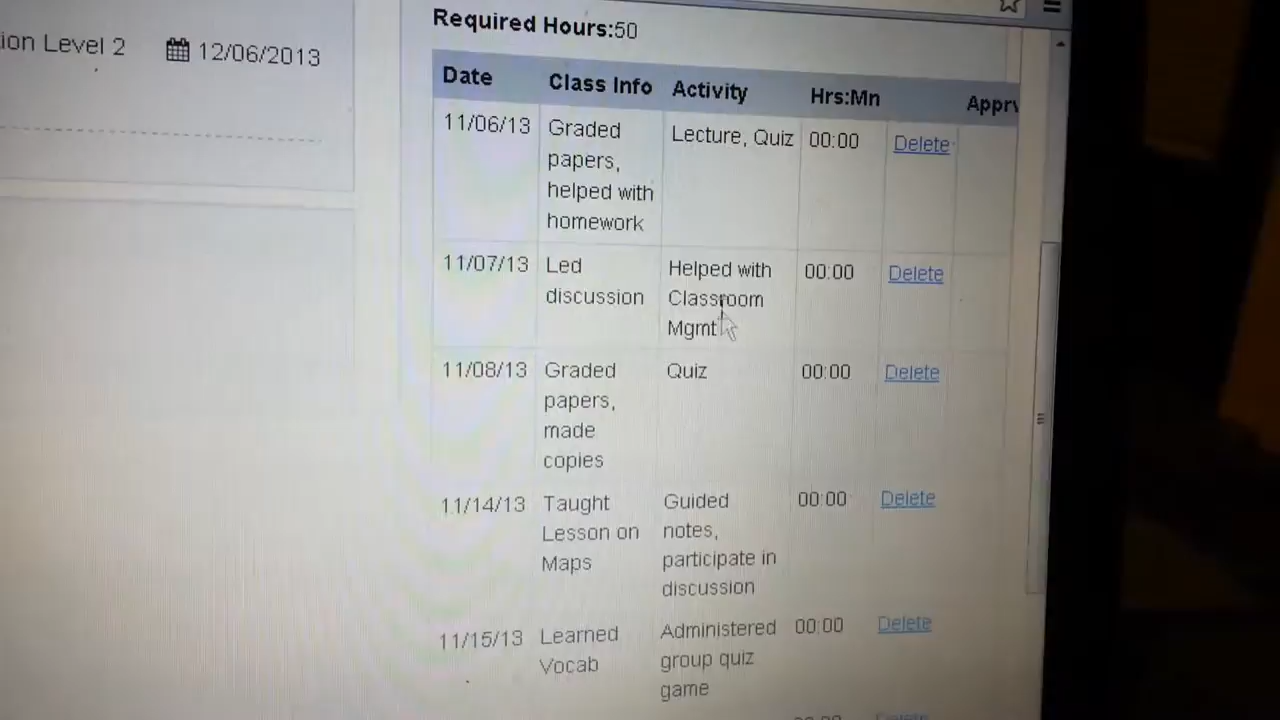 Required Hours:50
ion Level 2 12/06/2013
Date Class Info Activity Hrs:Mn Apprv
11/06/13 Graded Lecture, Quiz 00:00 Delete
papers,
helped with
homework
11/07/13 Led Helped with 00:00 Delete
discussion Classroom
Mgmt
11/08/13 Graded Quiz 00:00 Delete
papers,
made
copies
11/14/13 Taught Guided 00:00 Delete
Lesson on notes,
Maps participate in
discussion
11/15/13 Learned Administered 00:00 Delete
Vocab group quiz
game